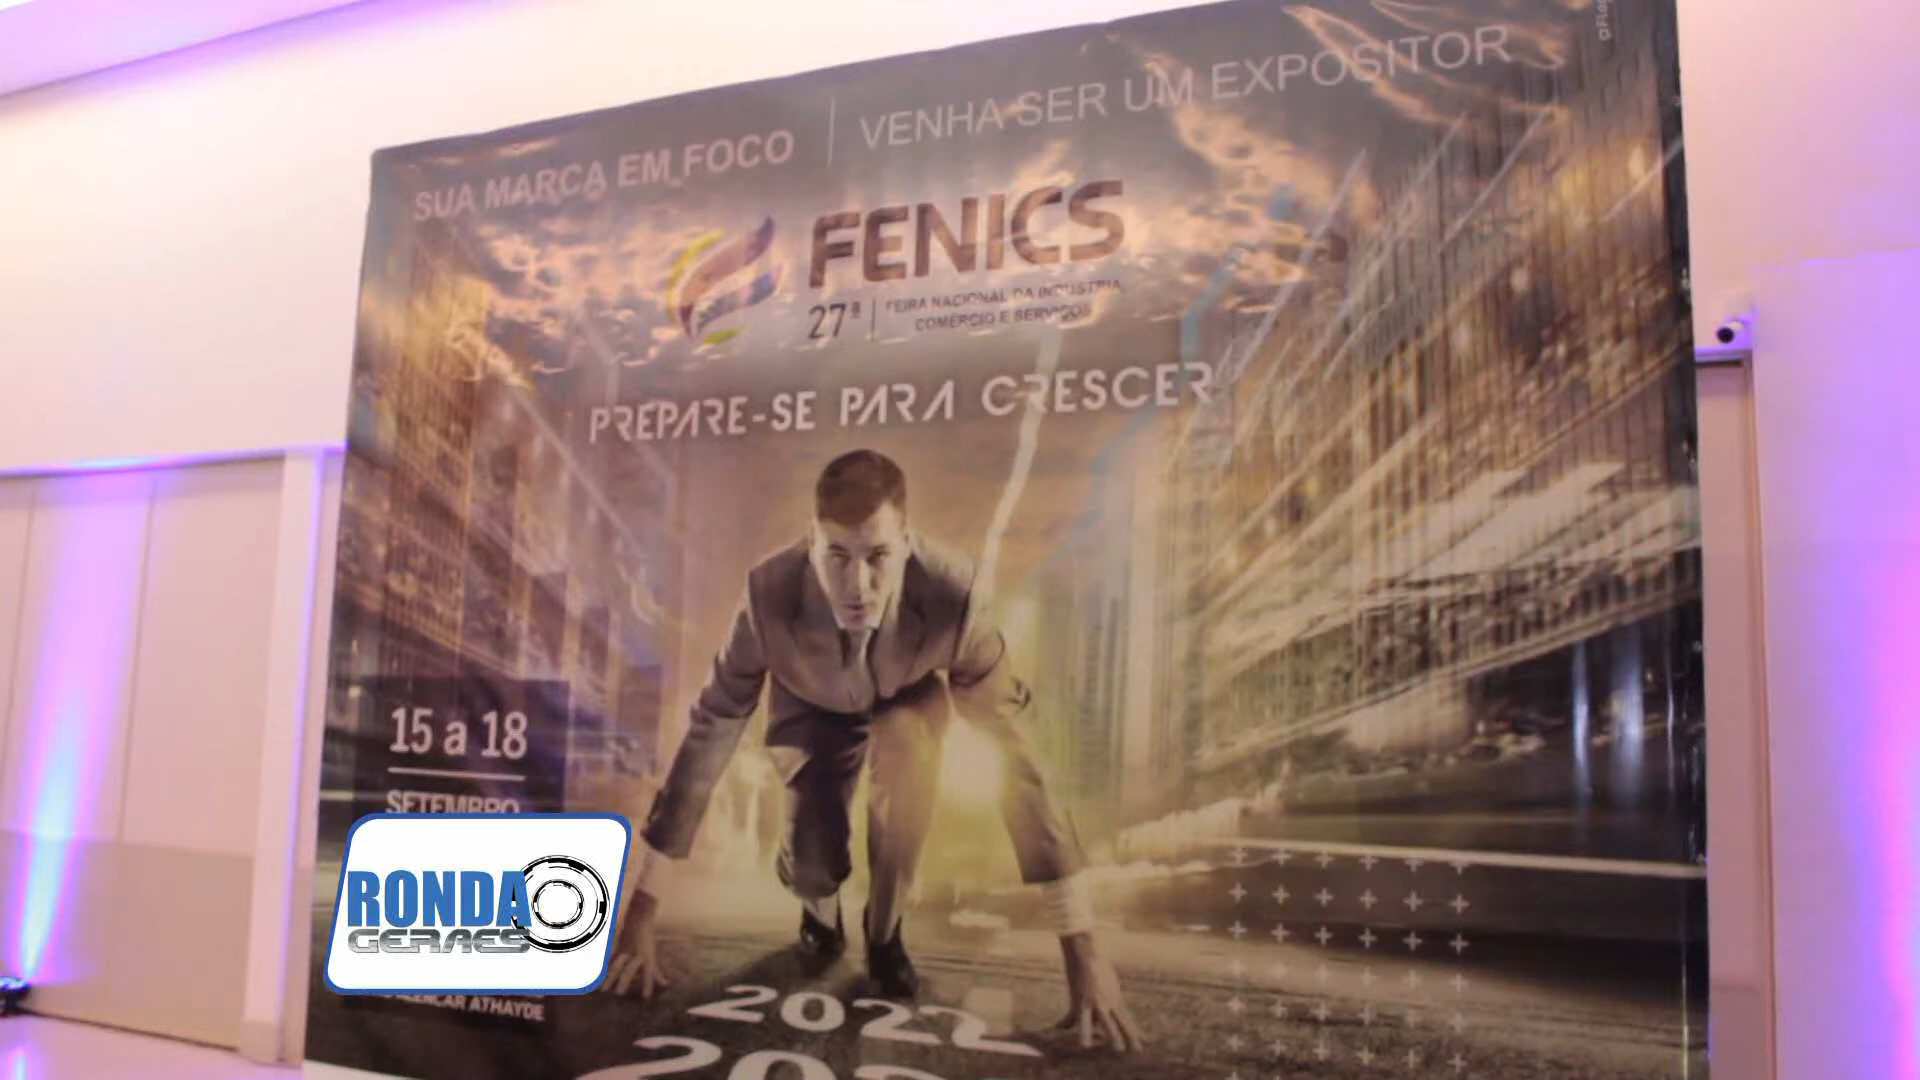 SUA MARCA EM FOCO | VENHA SER UM EXPOSITOR
FENICS
27ª | FEIRA NACIONAL DA INDÚSTRIA,
COMÉRCIO E SERVIÇOS
PREPARE-SE PARA CRESCER
15 a 18
SETEMBRO
RONDA
GERAES
ALENCAR ATHAYDE
2022